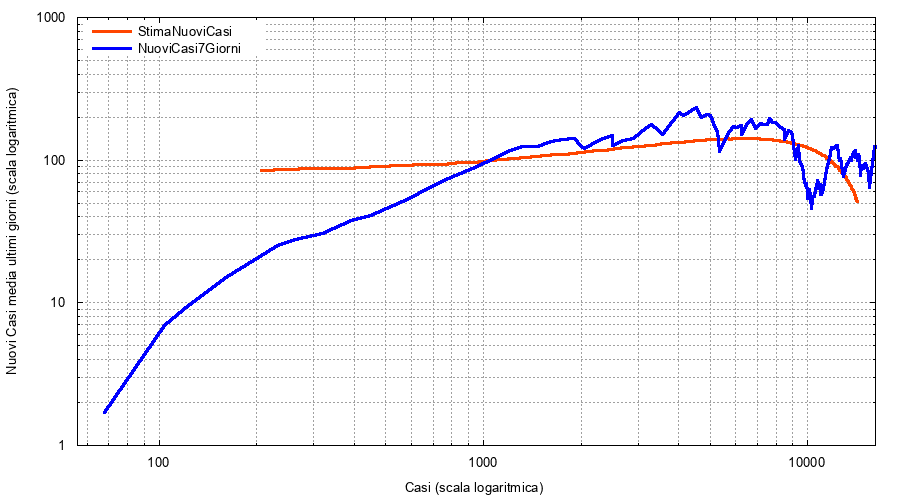 1000
StimaNuoviCasi
NuoviCasi7Giorni
100
10
1
100
1000
10000
Nuovi Casi media ultimi giorni (scala logaritmica)
Casi (scala logaritmica)